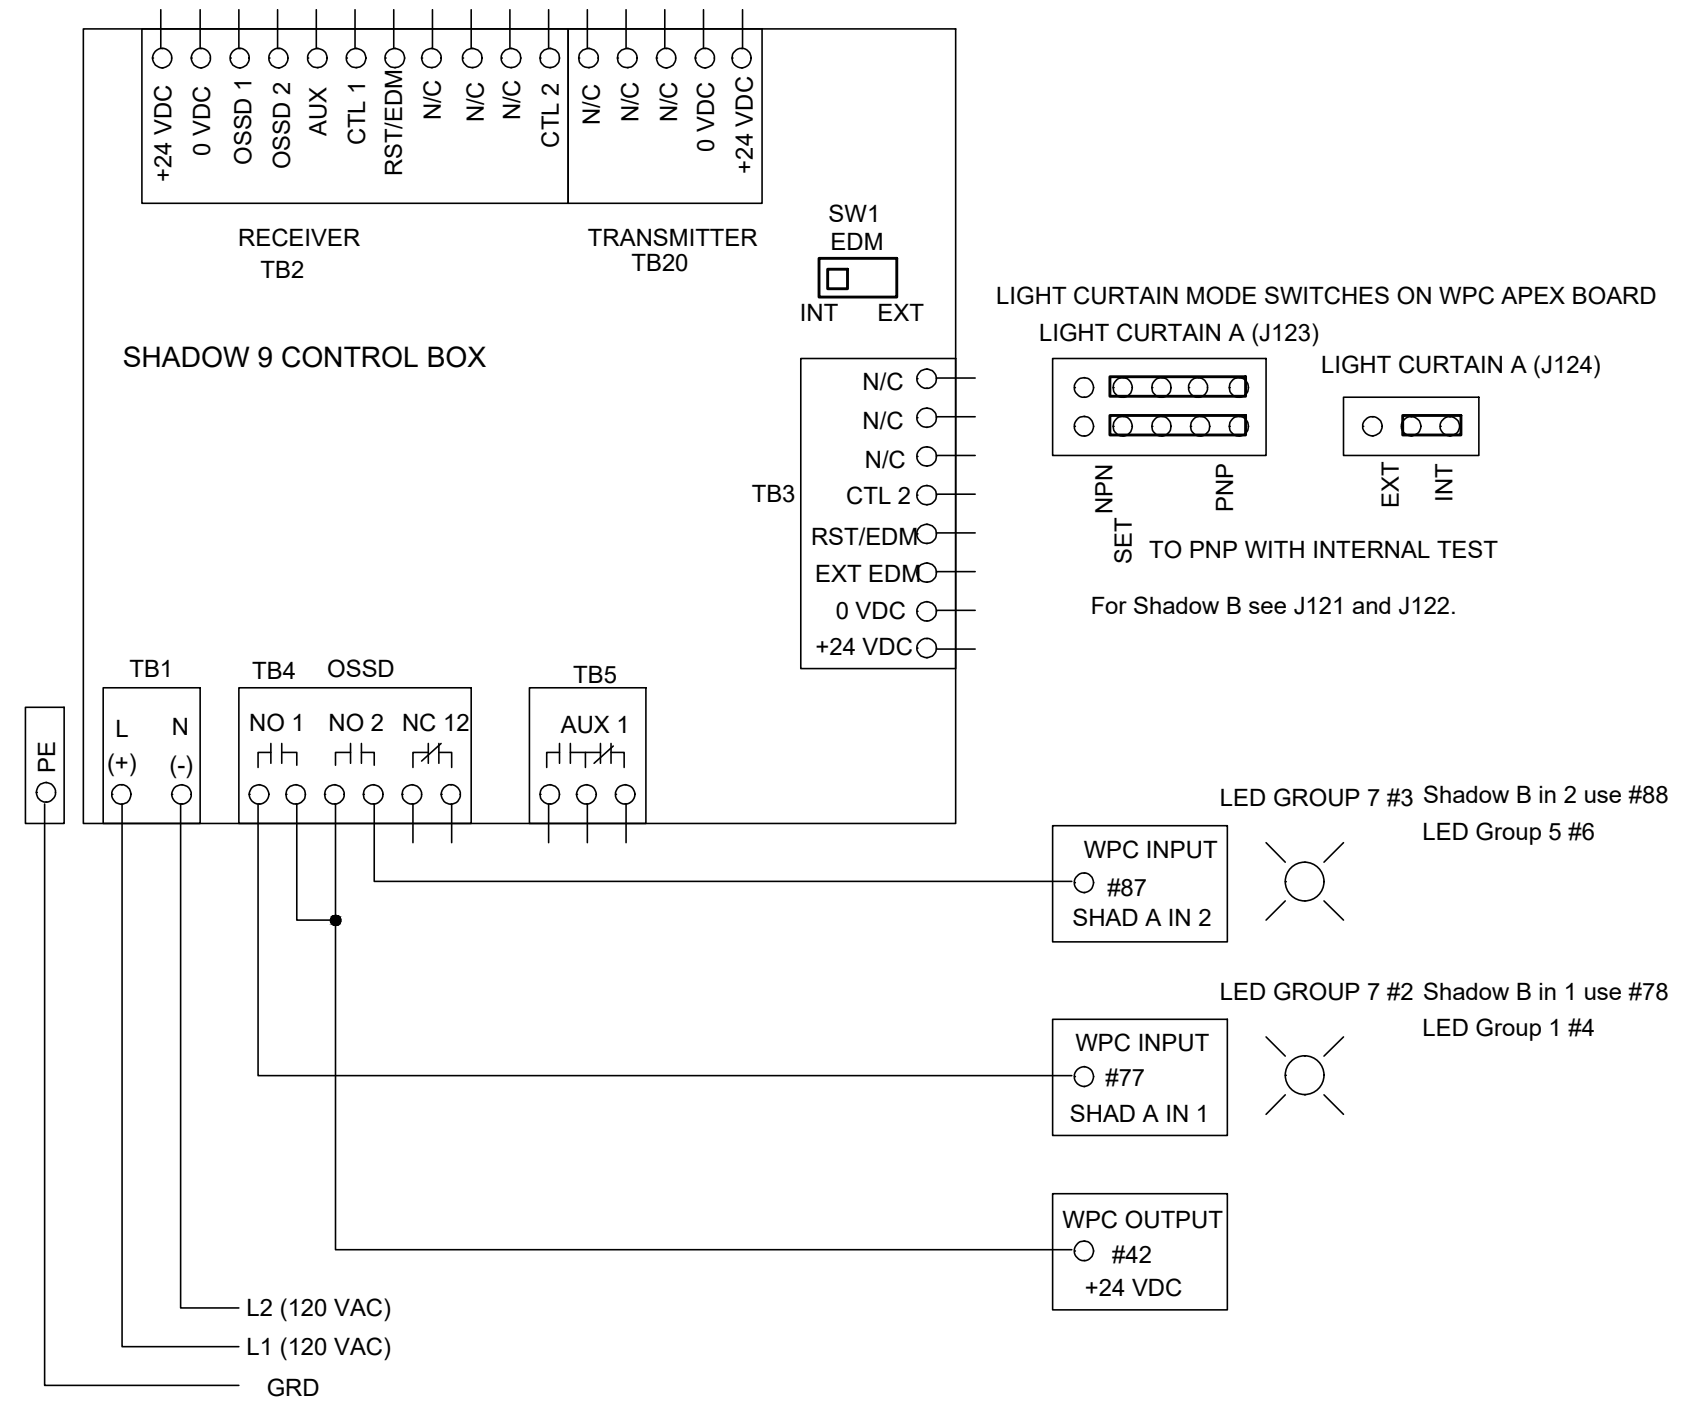 +24 VDC
0 VDC
OSSD 1
OSSD 2
AUX
CTL 1
RST/EDM
N/C
N/C
N/C
CTL 2
N/C
N/C
N/C
0 VDC
+24 VDC
RECEIVER
TB2
TRANSMITTER
TB20
SW1
EDM
INT EXT
SHADOW 9 CONTROL BOX
LIGHT CURTAIN MODE SWITCHES ON WPC APEX BOARD
LIGHT CURTAIN A (J123)
LIGHT CURTAIN A (J124)
NPN
PNP
EXT
INT
SET TO PNP WITH INTERNAL TEST
For Shadow B see J121 and J122.
TB3
N/C
N/C
N/C
CTL 2
RST/EDM
EXT EDM
0 VDC
+24 VDC
PE
TB1
L N
(+) (-)
TB4 OSSD
NO 1 NO 2 NC 12
TB5
AUX 1
LED GROUP 7 #3 Shadow B in 2 use #88
LED Group 5 #6
WPC INPUT
#87
SHAD A IN 2
LED GROUP 7 #2 Shadow B in 1 use #78
LED Group 1 #4
WPC INPUT
#77
SHAD A IN 1
WPC OUTPUT
#42
+24 VDC
L2 (120 VAC)
L1 (120 VAC)
GRD